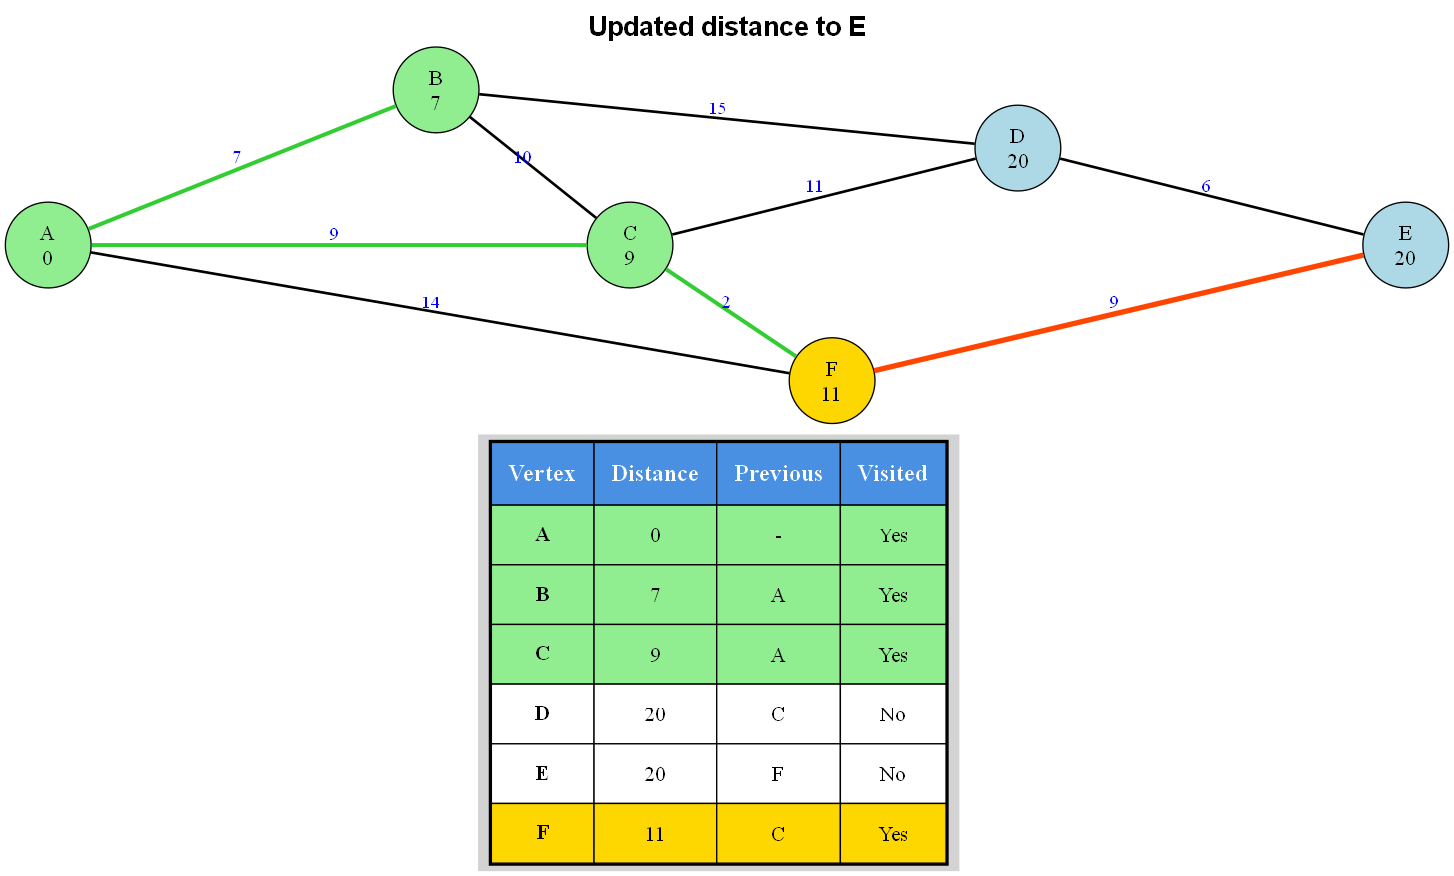 Updated distance to E
B
7
15
D
20
7
10
11
6
A
0
9
C
9
E
20
14
2
9
F
11
Vertex Distance Previous Visited
A 0 - Yes
B 7 A Yes
C 9 A Yes
D 20 C No
E 20 F No
F 11 C Yes